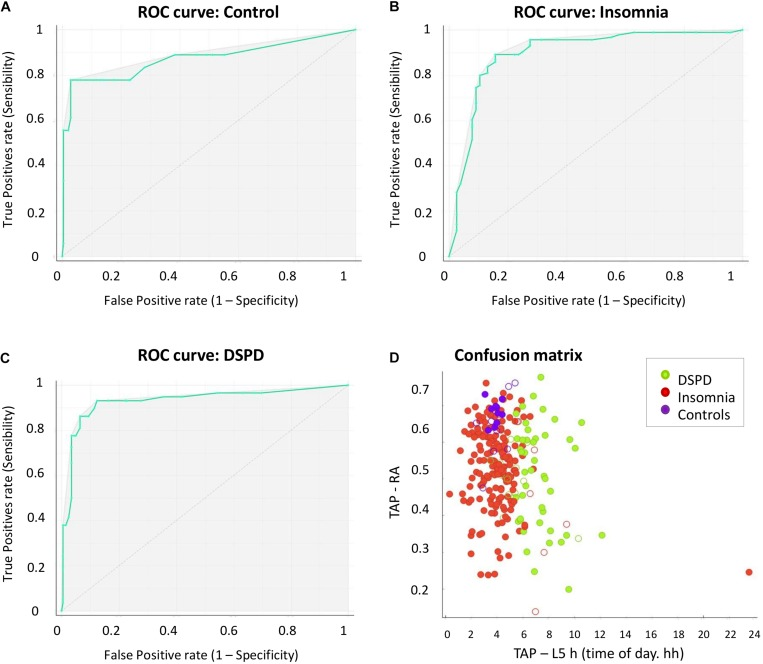 A
ROC curve: Control
True Positives rate (Sensibility)
1
0.8
0.6
0.4
0.2
0
0 0.2 0.4 0.6 0.8 1
False Positive rate (1 – Specificity)
B
ROC curve: Insomnia
True Positives rate (Sensibility)
1
0.8
0.6
0.4
0.2
0
0 0.2 0.4 0.6 0.8 1
False Positive rate (1 – Specificity)
C
ROC curve: DSPD
True Positives rate (Sensibility)
1
0.8
0.6
0.4
0.2
0
0 0.2 0.4 0.6 0.8 1
False Positive rate (1 – Specificity)
D
Confusion matrix
DSPD
Insomnia
Controls
TAP - RA
0.7
0.6
0.5
0.4
0.3
0.2
0 2 4 6 8 10 12 14 16 18 20 22 24
TAP – L5 h (time of day. hh)